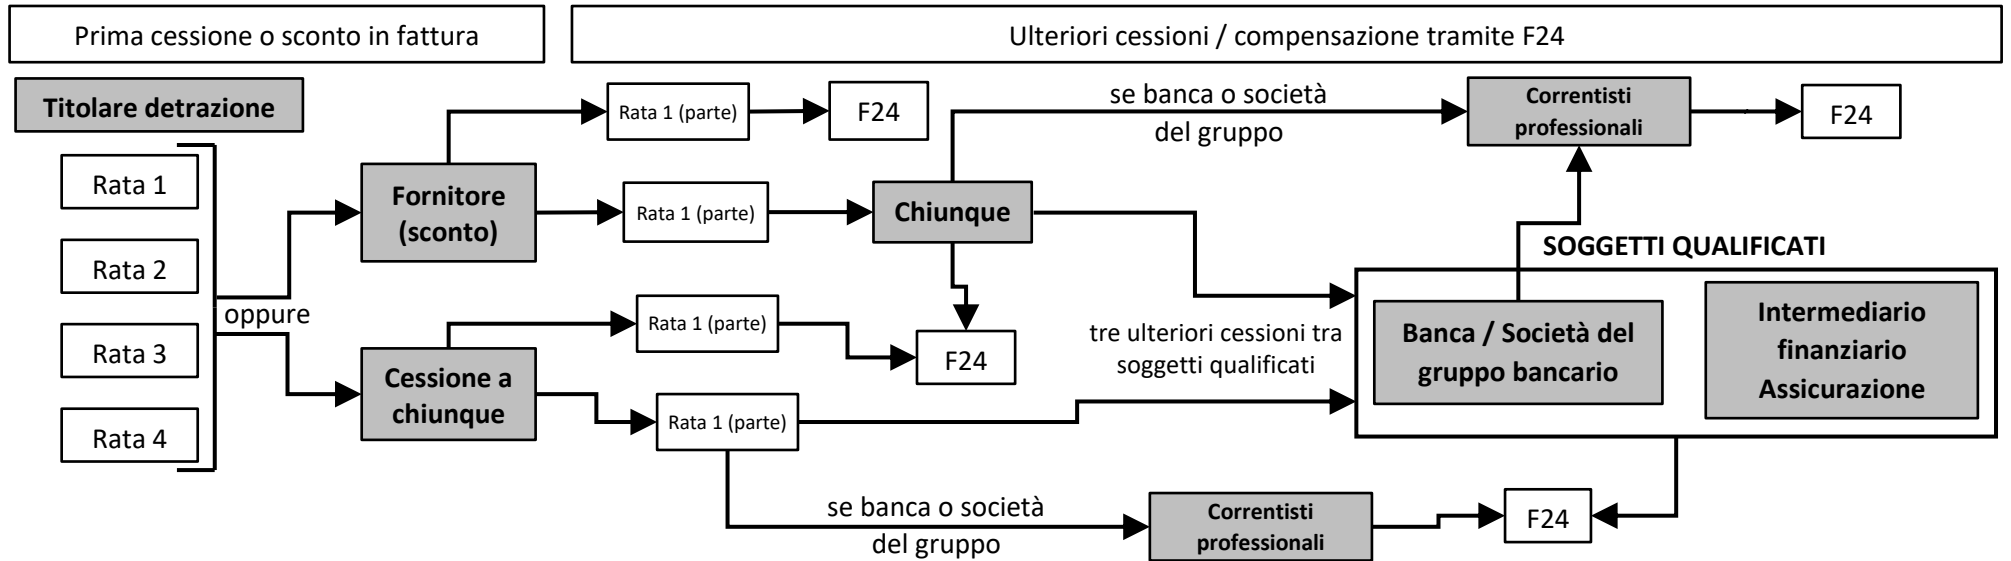 Prima cessione o sconto in fattura
Ulteriori cessioni / compensazione tramite F24
Titolare detrazione
Rata 1
Rata 2
Rata 3
Rata 4
oppure
Fornitore
(sconto)
Cessione a
chiunque
Rata 1 (parte)
F24
Rata 1 (parte)
Chiunque
Rata 1 (parte)
F24
Rata 1 (parte)
se banca o società
del gruppo
Correntisti
professionali
F24
tre ulteriori cessioni tra
soggetti qualificati
SOGGETTI QUALIFICATI
Banca / Società del
gruppo bancario
Intermediario
finanziario
Assicurazione
se banca o società
del gruppo
Correntisti
professionali
F24